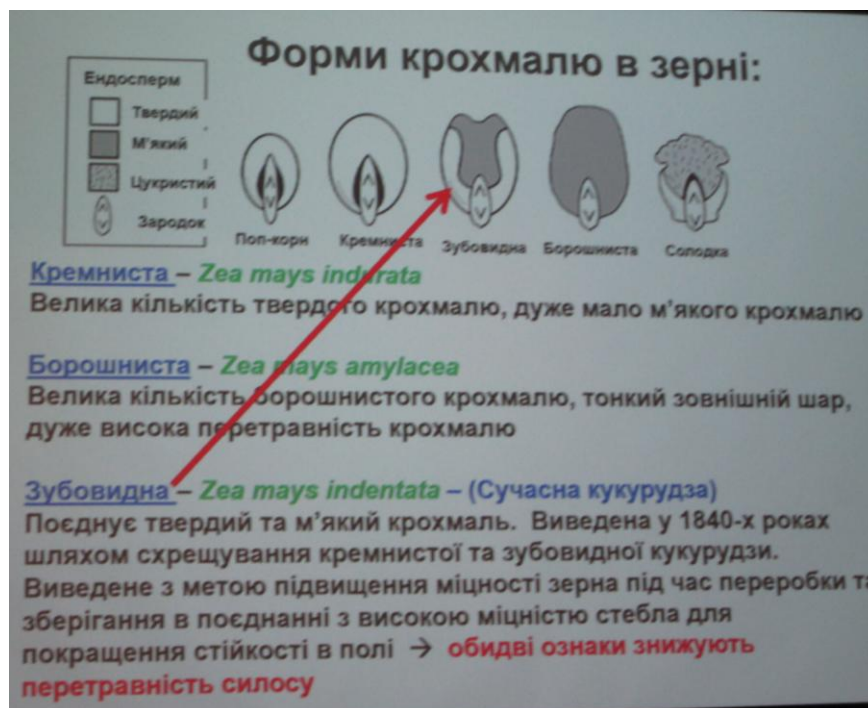 Форми крохмалю в зерні:
Ендосперм
Твердий
М'який
Цукристий
Зародок
Поп-корн
Кремниста
Зубовидна
Борошниста
Солодка
Кремниста – Zea mays indurata
Велика кількість твердого крохмалю, дуже мало м'якого крохмалю
Борошниста – Zea mays amylacea
Велика кількість борошнистого крохмалю, тонкий зовнішній шар,
дуже висока перетравність крохмалю
Зубовидна – Zea mays indentata – (Сучасна кукурудза)
Поєднує твердий та м'який крохмаль. Виведена у 1840-х роках
шляхом схрещування кремнистої та зубовидної кукурудзи.
Виведене з метою підвищення міцності зерна під час переробки та
зберігання в поєднанні з високою міцністю стебла для
покращення стійкості в полі → обидві ознаки знижують
перетравність силосу